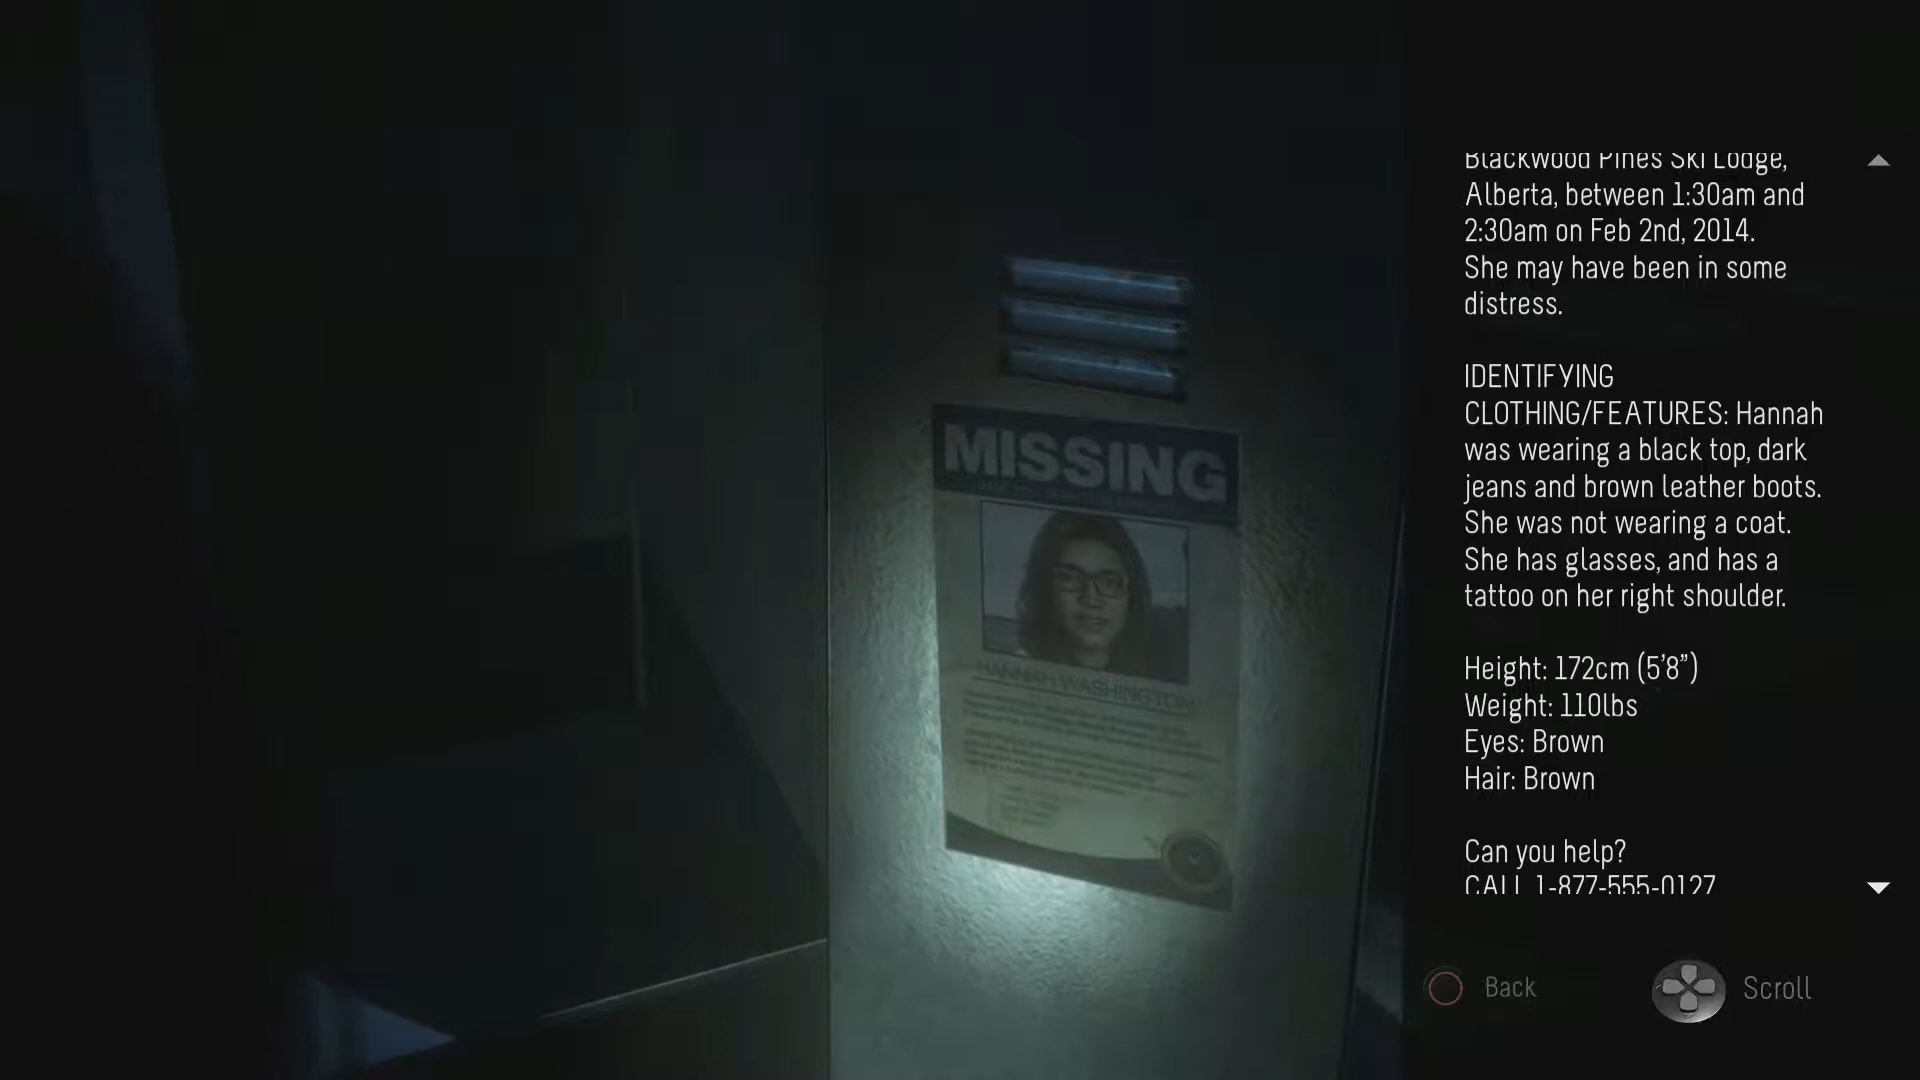 Blackwood Pines Ski Lodge,
Alberta, between 1:30am and
2:30am on Feb 2nd, 2014.
She may have been in some
distress.
IDENTIFYING
CLOTHING/FEATURES: Hannah
was wearing a black top, dark
jeans and brown leather boots.
She was not wearing a coat.
She has glasses, and has a
tattoo on her right shoulder.
Height: 172cm (5'8”)
Weight: 110lbs
Eyes: Brown
Hair: Brown
Can you help?
CALL 1-877-555-0127
Back
Scroll
MISSING
HANNAH WASHINGTON